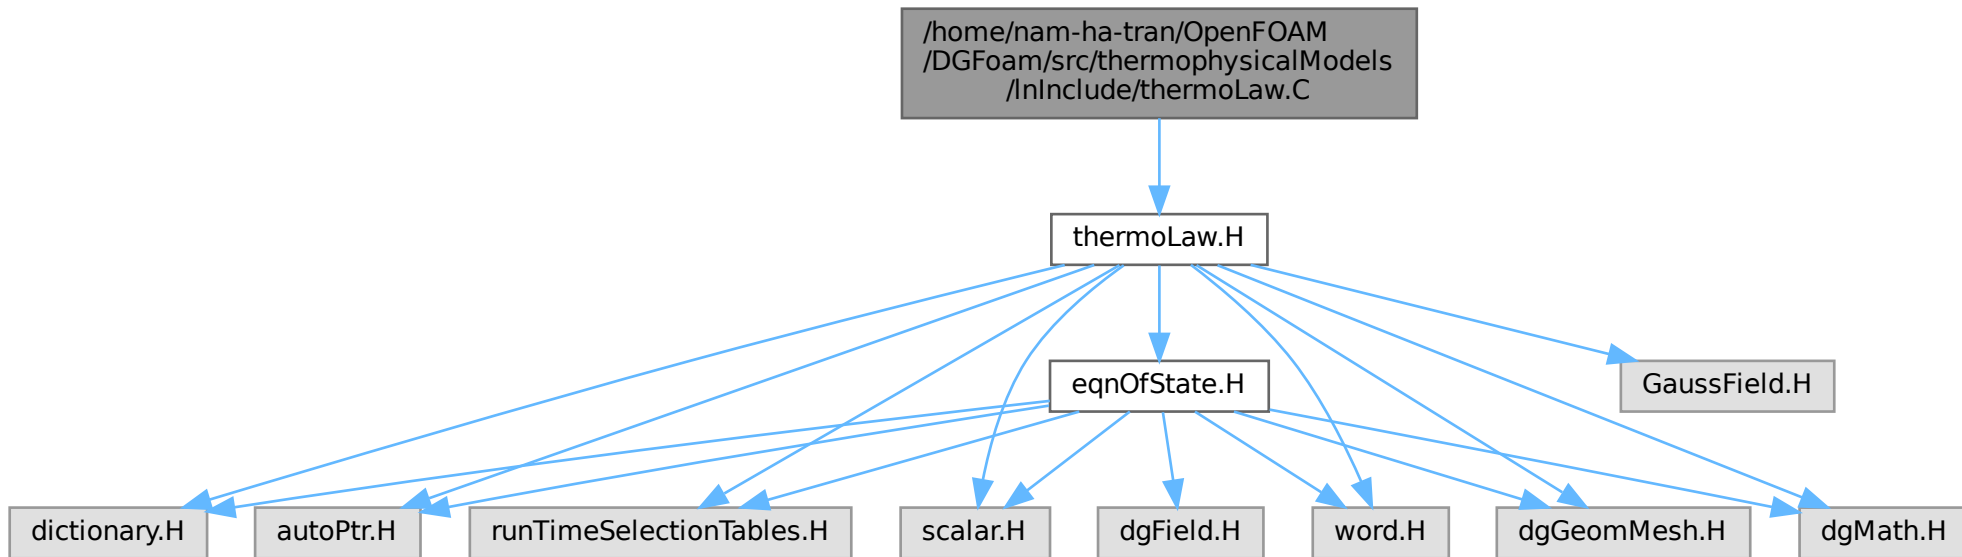 /home/nam-ha-tran/OpenFOAM
/DGFoam/src/thermophysicalModels
/lnInclude/thermoLaw.C
thermoLaw.H
eqnOfState.H
GaussField.H
dictionary.H
autoPtr.H
runTimeSelectionTables.H
scalar.H
dgField.H
word.H
dgGeomMesh.H
dgMath.H